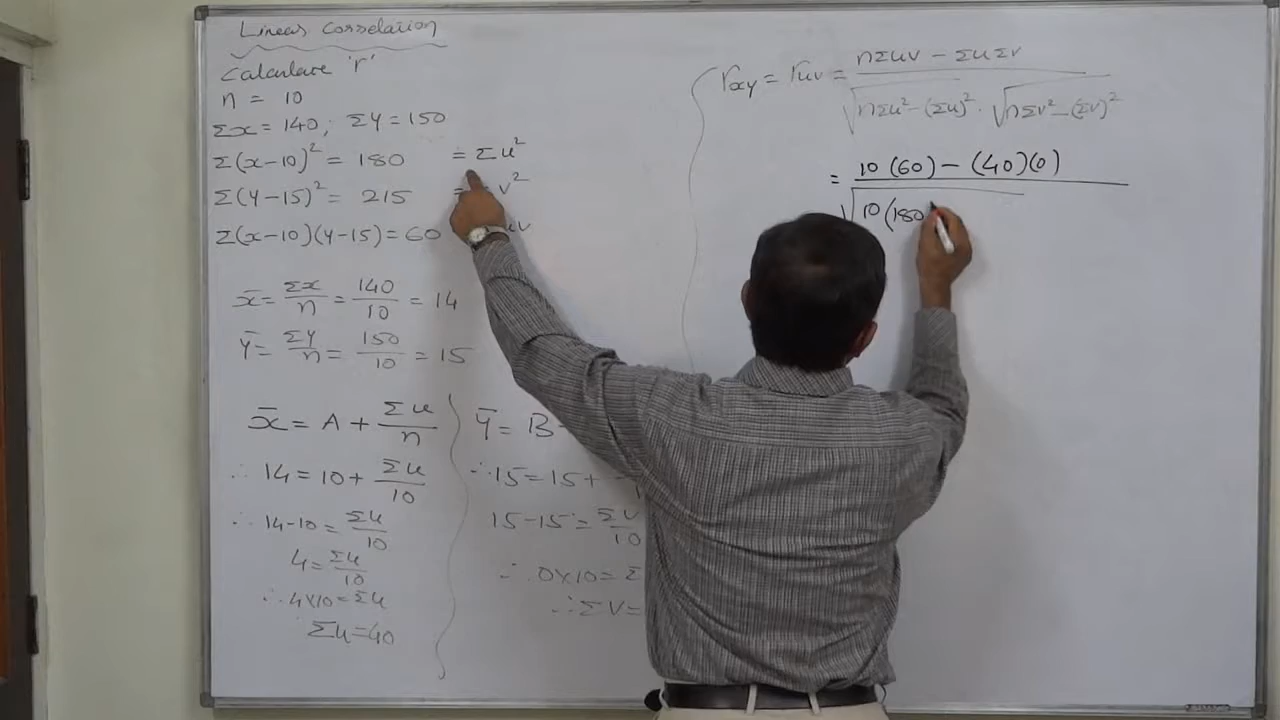 Linear Correlation
Calculate 'r'
n = 10
Σx = 140, ΣY = 150
Σ(x-10)² = 180 = Σu²
Σ(Y-15)² = 215 = v²
Σ(x-10)(Y-15) = 60 uv
x̄ = Σx/n = 140/10 = 14
Ȳ = ΣY/n = 150/10 = 15
x̄ = A + Σu/n
∴ 14 = 10 + Σu/10
∴ 14-10 = Σu/10
4 = Σu/10
∴ 4×10 = Σu
Σu = 40
Ȳ = B
∴ 15 = 15 +
15-15 = Σv/10
∴ 0×10 = Σ
∴ Σv =
rxy = ruv = nΣuv - ΣuΣv / √nΣu²-(Σu)² · √nΣv²-(Σv)²
= 10(60) - (40)(0) / √10(180